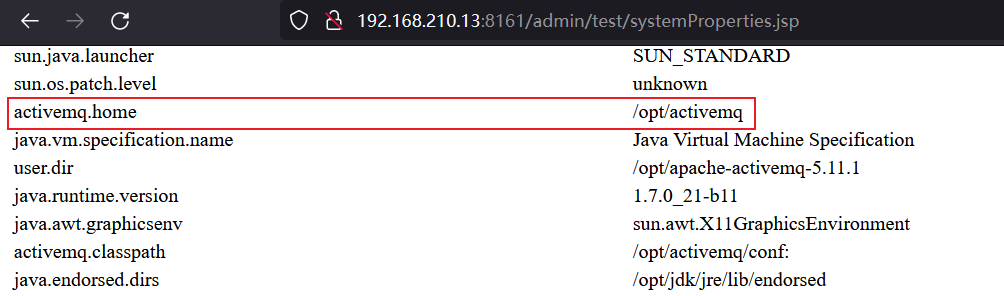 192.168.210.13:8161/admin/test/systemProperties.jsp
sun.java.launcher SUN_STANDARD
sun.os.patch.level unknown
activemq.home /opt/activemq
java.vm.specification.name Java Virtual Machine Specification
user.dir /opt/apache-activemq-5.11.1
java.runtime.version 1.7.0_21-b11
java.awt.graphicsenv sun.awt.X11GraphicsEnvironment
activemq.classpath /opt/activemq/conf:
java.endorsed.dirs /opt/jdk/jre/lib/endorsed